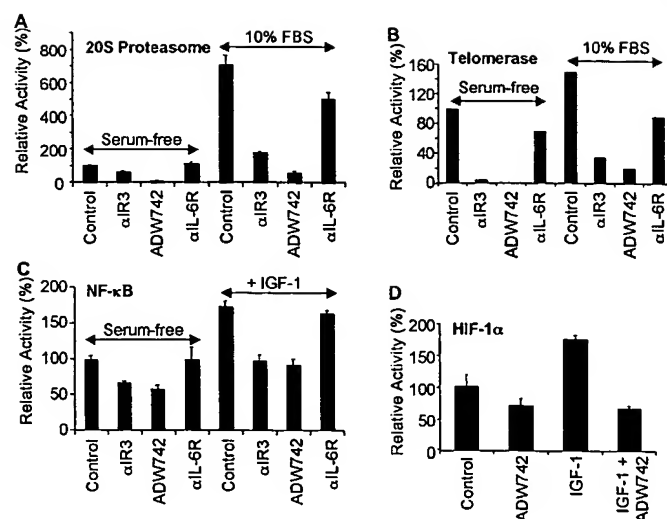 A
20S Proteasome
10% FBS
Serum-free
Relative Activity (%)
800
600
400
200
0
Control
αIR3
ADW742
αIL-6R
Control
αIR3
ADW742
αIL-6R
B
Telomerase
10% FBS
Serum-free
Relative Activity (%)
160
120
80
40
0
Control
αIR3
ADW742
αIL-6R
Control
αIR3
ADW742
αIL-6R
C
NF-κB
+ IGF-1
Serum-free
Relative Activity (%)
200
150
100
50
0
Control
αIR3
ADW742
αIL-6R
Control
αIR3
ADW742
αIL-6R
D
HIF-1α
Relative Activity (%)
200
150
100
50
0
Control
ADW742
IGF-1
IGF-1 +
ADW742